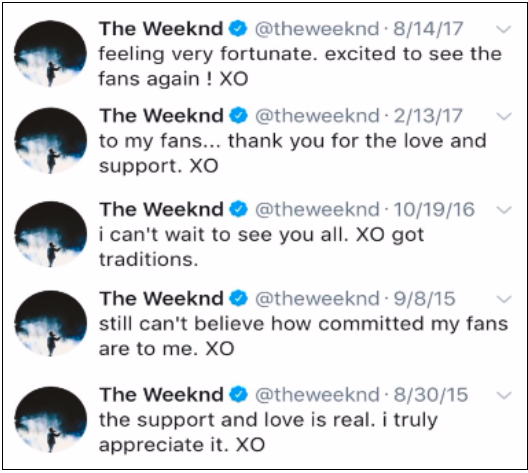 The Weeknd @theweeknd · 8/14/17
feeling very fortunate. excited to see the
fans again ! XO
The Weeknd @theweeknd · 2/13/17
to my fans... thank you for the love and
support. XO
The Weeknd @theweeknd · 10/19/16
i can't wait to see you all. XO got
traditions.
The Weeknd @theweeknd · 9/8/15
still can't believe how committed my fans
are to me. XO
The Weeknd @theweeknd · 8/30/15
the support and love is real. i truly
appreciate it. XO